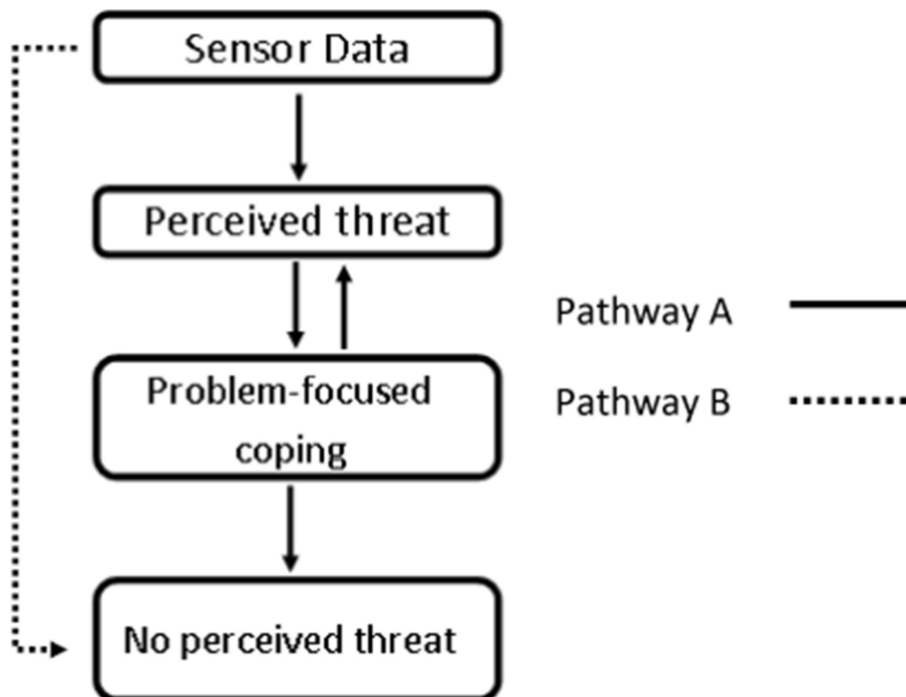 Sensor Data
Perceived threat
Problem-focused
coping
No perceived threat
Pathway A
Pathway B